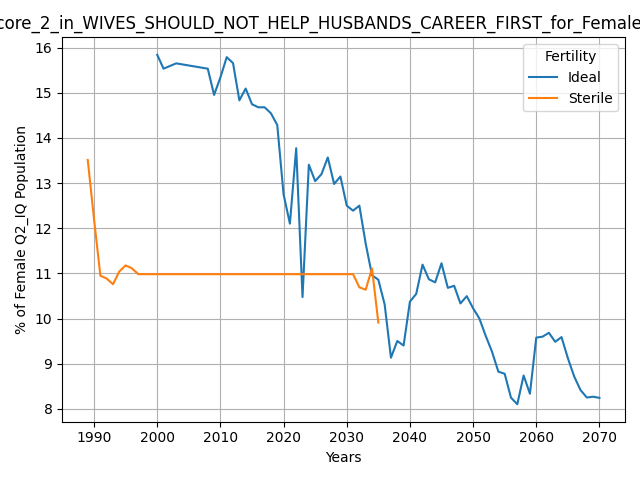 core_2_in_WIVES_SHOULD_NOT_HELP_HUSBANDS_CAREER_FIRST_for_Female
Fertility
Ideal
Sterile
% of Female Q2_IQ Population
16
15
14
13
12
11
10
9
8
1990 2000 2010 2020 2030 2040 2050 2060 2070
Years